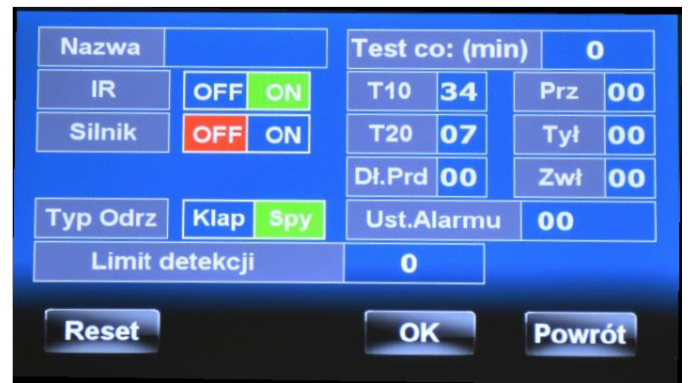 Nazwa Test co: (min) 0
IR OFF ON T10 34 Prz 00
Silnik OFF ON T20 07 Tył 00
Dł.Prd 00 Zwł 00
Typ Odrz Klap Spy Ust.Alarmu 00
Limit detekcji 0
Reset OK Powrót